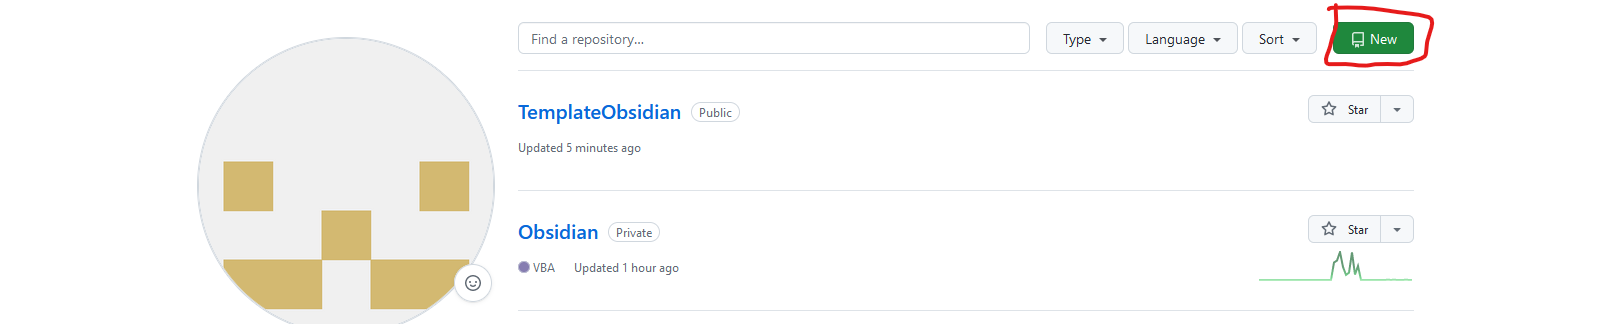 Find a repository... Type Language Sort New
TemplateObsidian Public Star
Updated 5 minutes ago
Obsidian Private Star
VBA Updated 1 hour ago